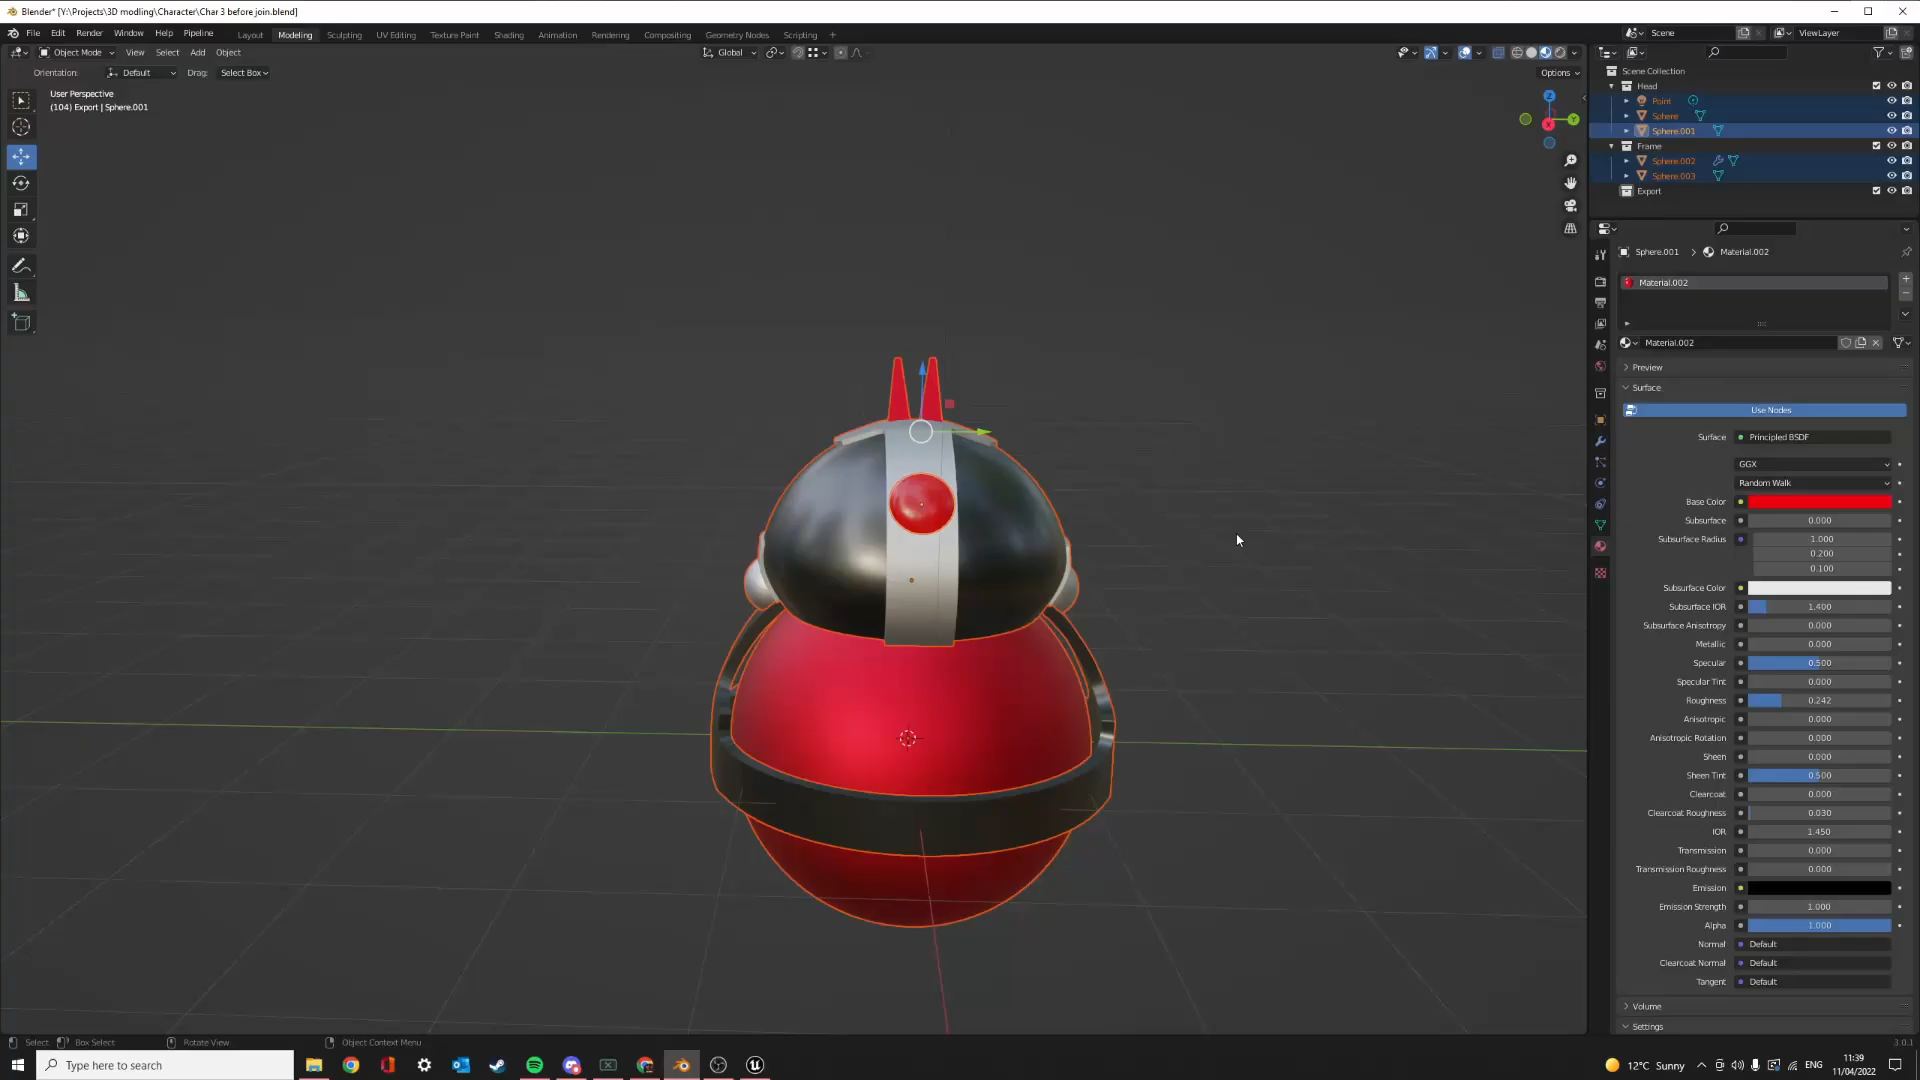 Blender* [Y:\Projects\3D modling\Character\Char 3 before join.blend]
File Edit Render Window Help Pipeline Layout Modeling Sculpting UV Editing Texture Paint Shading Animation Rendering Compositing Geometry Nodes Scripting + Scene ViewLayer
Object Mode View Select Add Object Global
Orientation: Default Drag: Select Box Options
User Perspective
(104) Export | Sphere.001
Z
Y
X
Scene Collection
Head
Point
Sphere
Sphere.001
Frame
Sphere.002
Sphere.003
Export
Sphere.001 > Material.002
Material.002
Material.002
Preview
Surface
Use Nodes
Surface Principled BSDF
GGX
Random Walk
Base Color
Subsurface 0.000
Subsurface Radius 1.000
0.200
0.100
Subsurface Color
Subsurface IOR 1.400
Subsurface Anisotropy 0.000
Metallic 0.000
Specular 0.500
Specular Tint 0.000
Roughness 0.242
Anisotropic 0.000
Anisotropic Rotation 0.000
Sheen 0.000
Sheen Tint 0.500
Clearcoat 0.000
Clearcoat Roughness 0.030
IOR 1.450
Transmission 0.000
Transmission Roughness 0.000
Emission
Emission Strength 1.000
Alpha 1.000
Normal Default
Clearcoat Normal Default
Tangent Default
Volume
Settings
Select Box Select Rotate View Object Context Menu 3.0.1
Type here to search
12°C Sunny ENG
11:39
11/04/2022